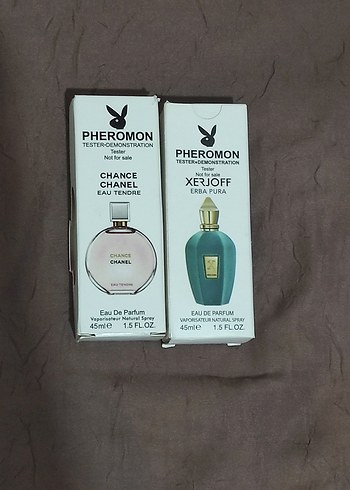 PHEROMON
TESTER-DEMONSTRATION
Tester
Not for sale
CHANCE
CHANEL
EAU TENDRE
CHANCE
CHANEL
EAU TENDRE
Eau De Parfum
Vaporisateur Natural Spray
45ml℮ 1.5 FL.OZ.
PHEROMON
TESTER•DEMONSTRATION
Tester
Not for sale
XERJOFF
ERBA PURA
EAU DE PARFUM
VAPORISATEUR NATURAL SPRAY
45ml℮ 1.5 FL.OZ.